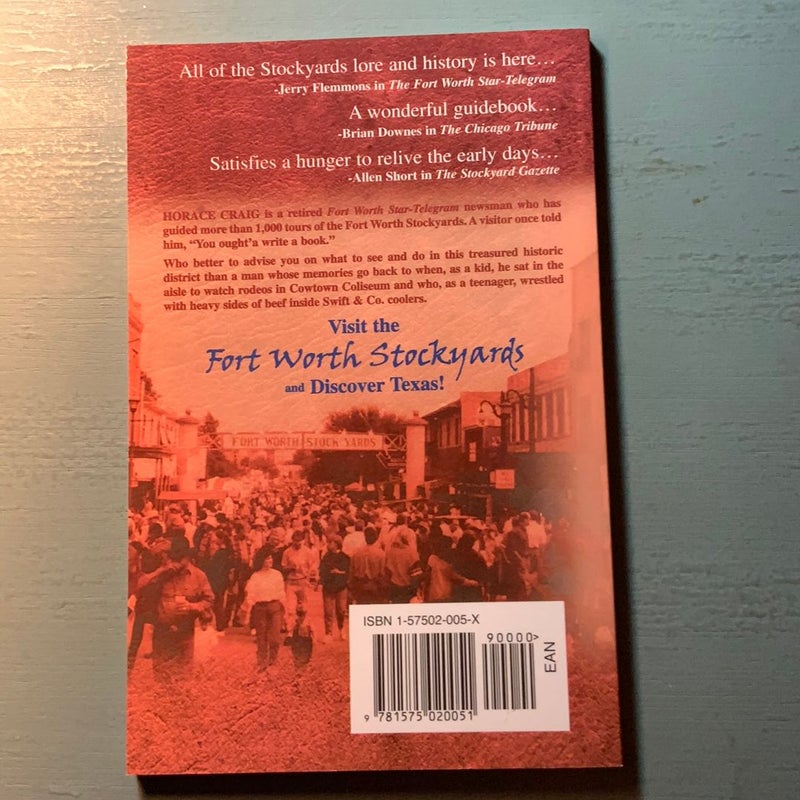 All of the Stockyards lore and history is here…
-Jerry Flemmons in The Fort Worth Star-Telegram
A wonderful guidebook…
-Brian Downes in The Chicago Tribune
Satisfies a hunger to relive the early days…
-Allen Short in The Stockyard Gazette
HORACE CRAIG is a retired Fort Worth Star-Telegram newsman who has
guided more than 1,000 tours of the Fort Worth Stockyards. A visitor once told
him, “You ought’a write a book.”
Who better to advise you on what to see and do in this treasured historic
district than a man whose memories go back to when, as a kid, he sat in the
aisle to watch rodeos in Cowtown Coliseum and who, as a teenager, wrestled
with heavy sides of beef inside Swift & Co. coolers.
Visit the
Fort Worth Stockyards
and Discover Texas!
FORT WORTH STOCK YARDS
ISBN 1-57502-005-X
90000>
EAN
9 781575 020051